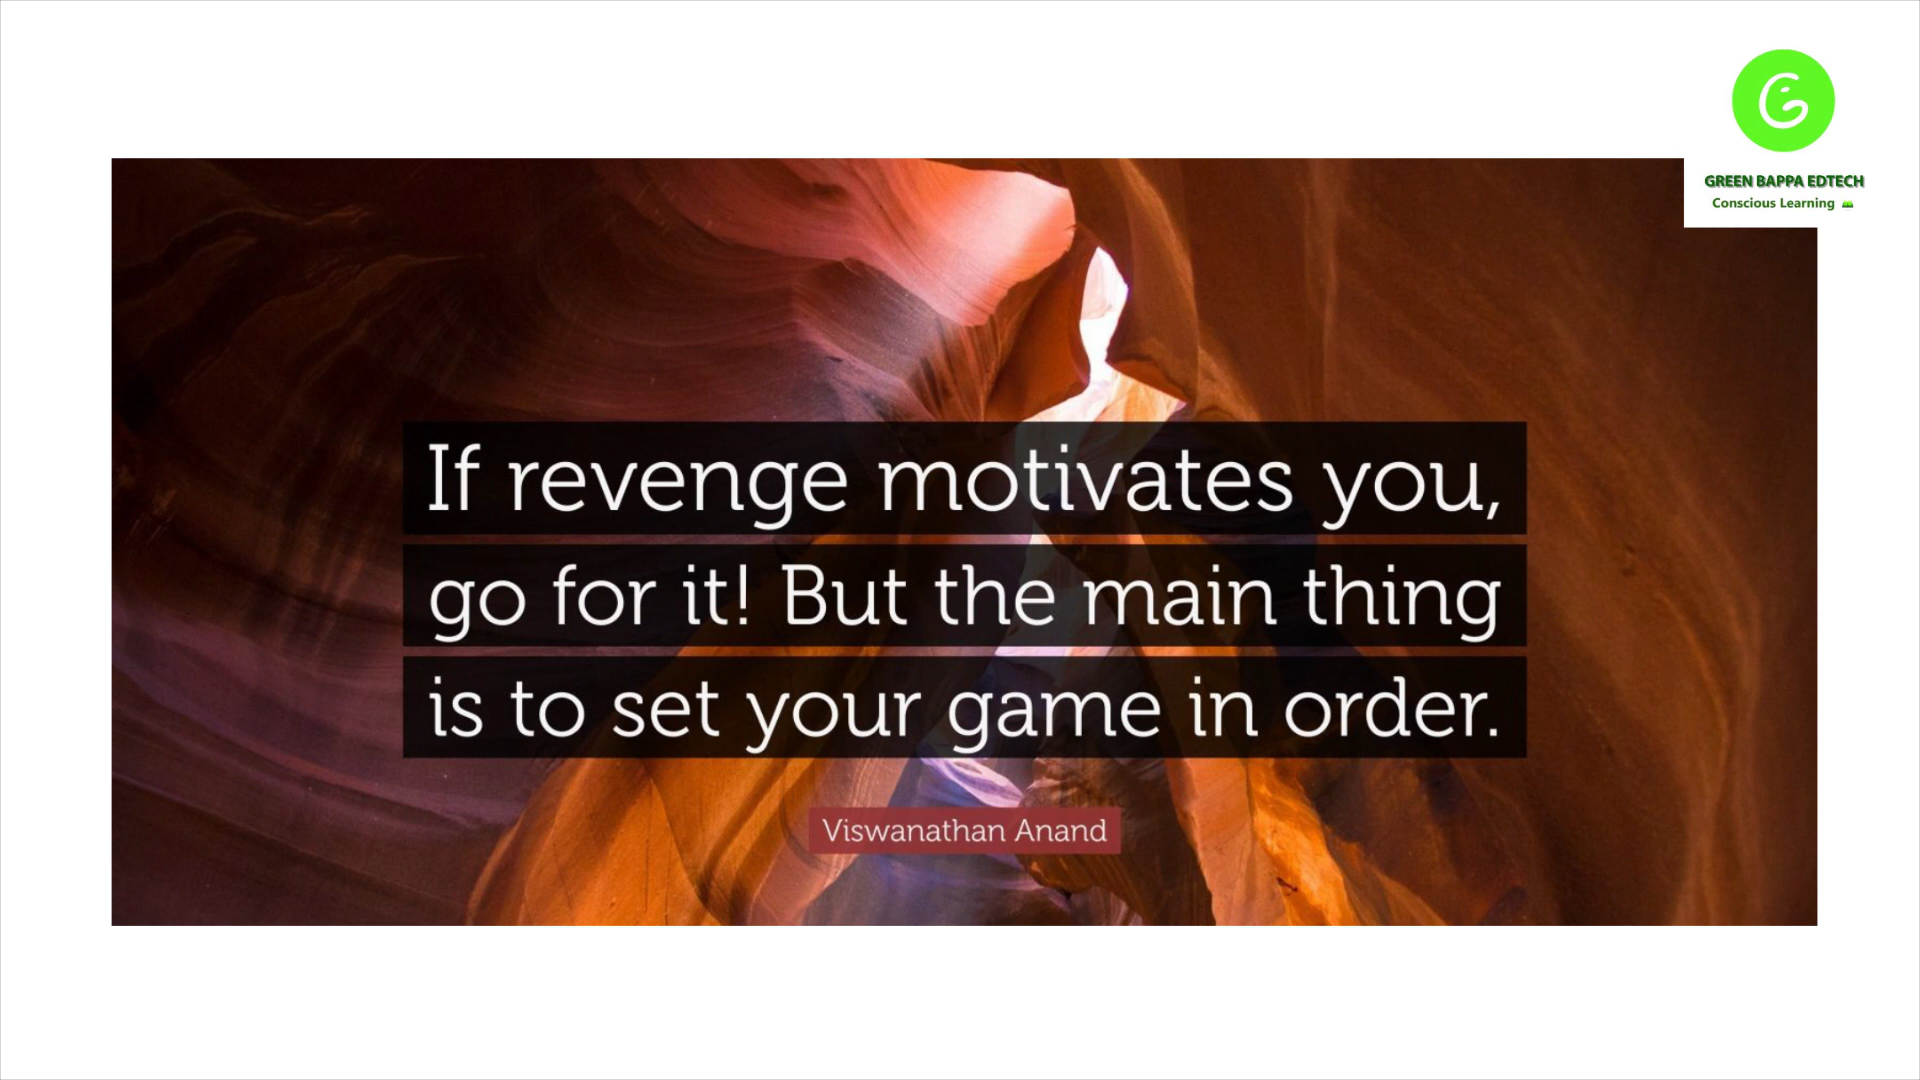 GREEN BAPPA EDTECH
Conscious Learning
If revenge motivates you,
go for it! But the main thing
is to set your game in order.
Viswanathan Anand